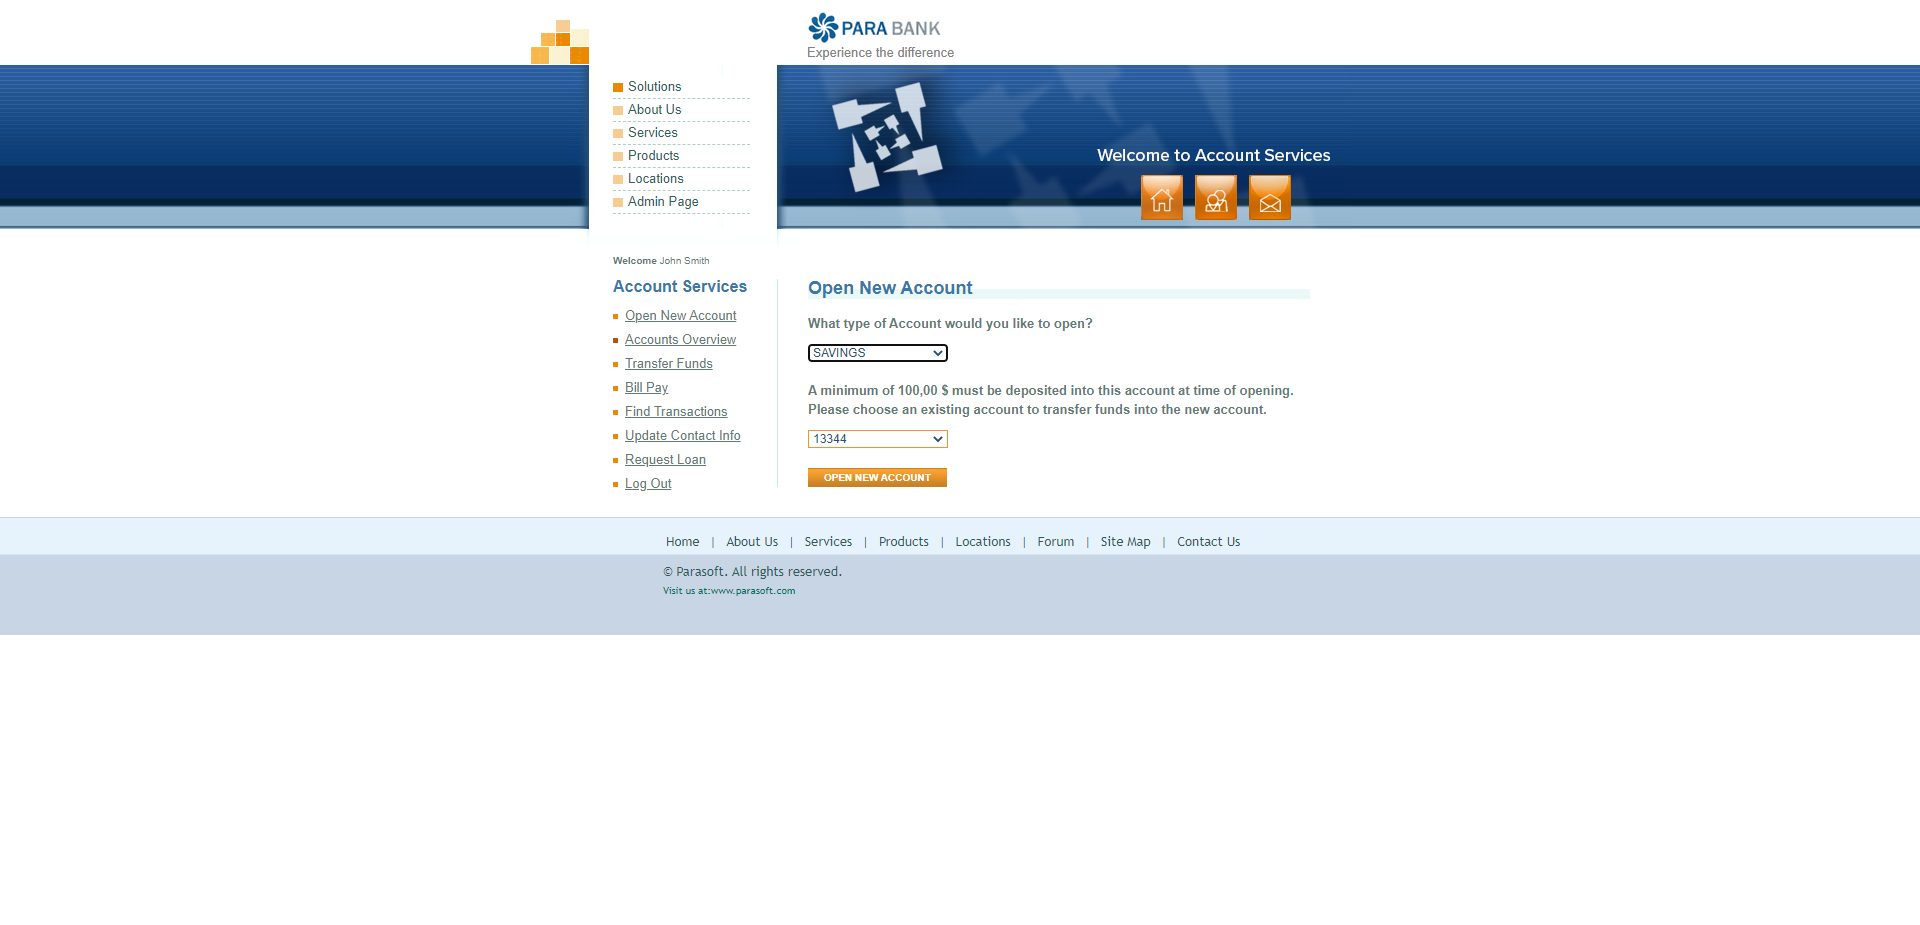 PARA BANK
Experience the difference
Solutions
About Us
Services
Products
Locations
Admin Page
Welcome to Account Services
Welcome John Smith
Account Services
Open New Account
Accounts Overview
Transfer Funds
Bill Pay
Find Transactions
Update Contact Info
Request Loan
Log Out
Open New Account
What type of Account would you like to open?
SAVINGS
A minimum of 100,00 $ must be deposited into this account at time of opening.
Please choose an existing account to transfer funds into the new account.
13344
OPEN NEW ACCOUNT
Home | About Us | Services | Products | Locations | Forum | Site Map | Contact Us
© Parasoft. All rights reserved.
Visit us at:www.parasoft.com